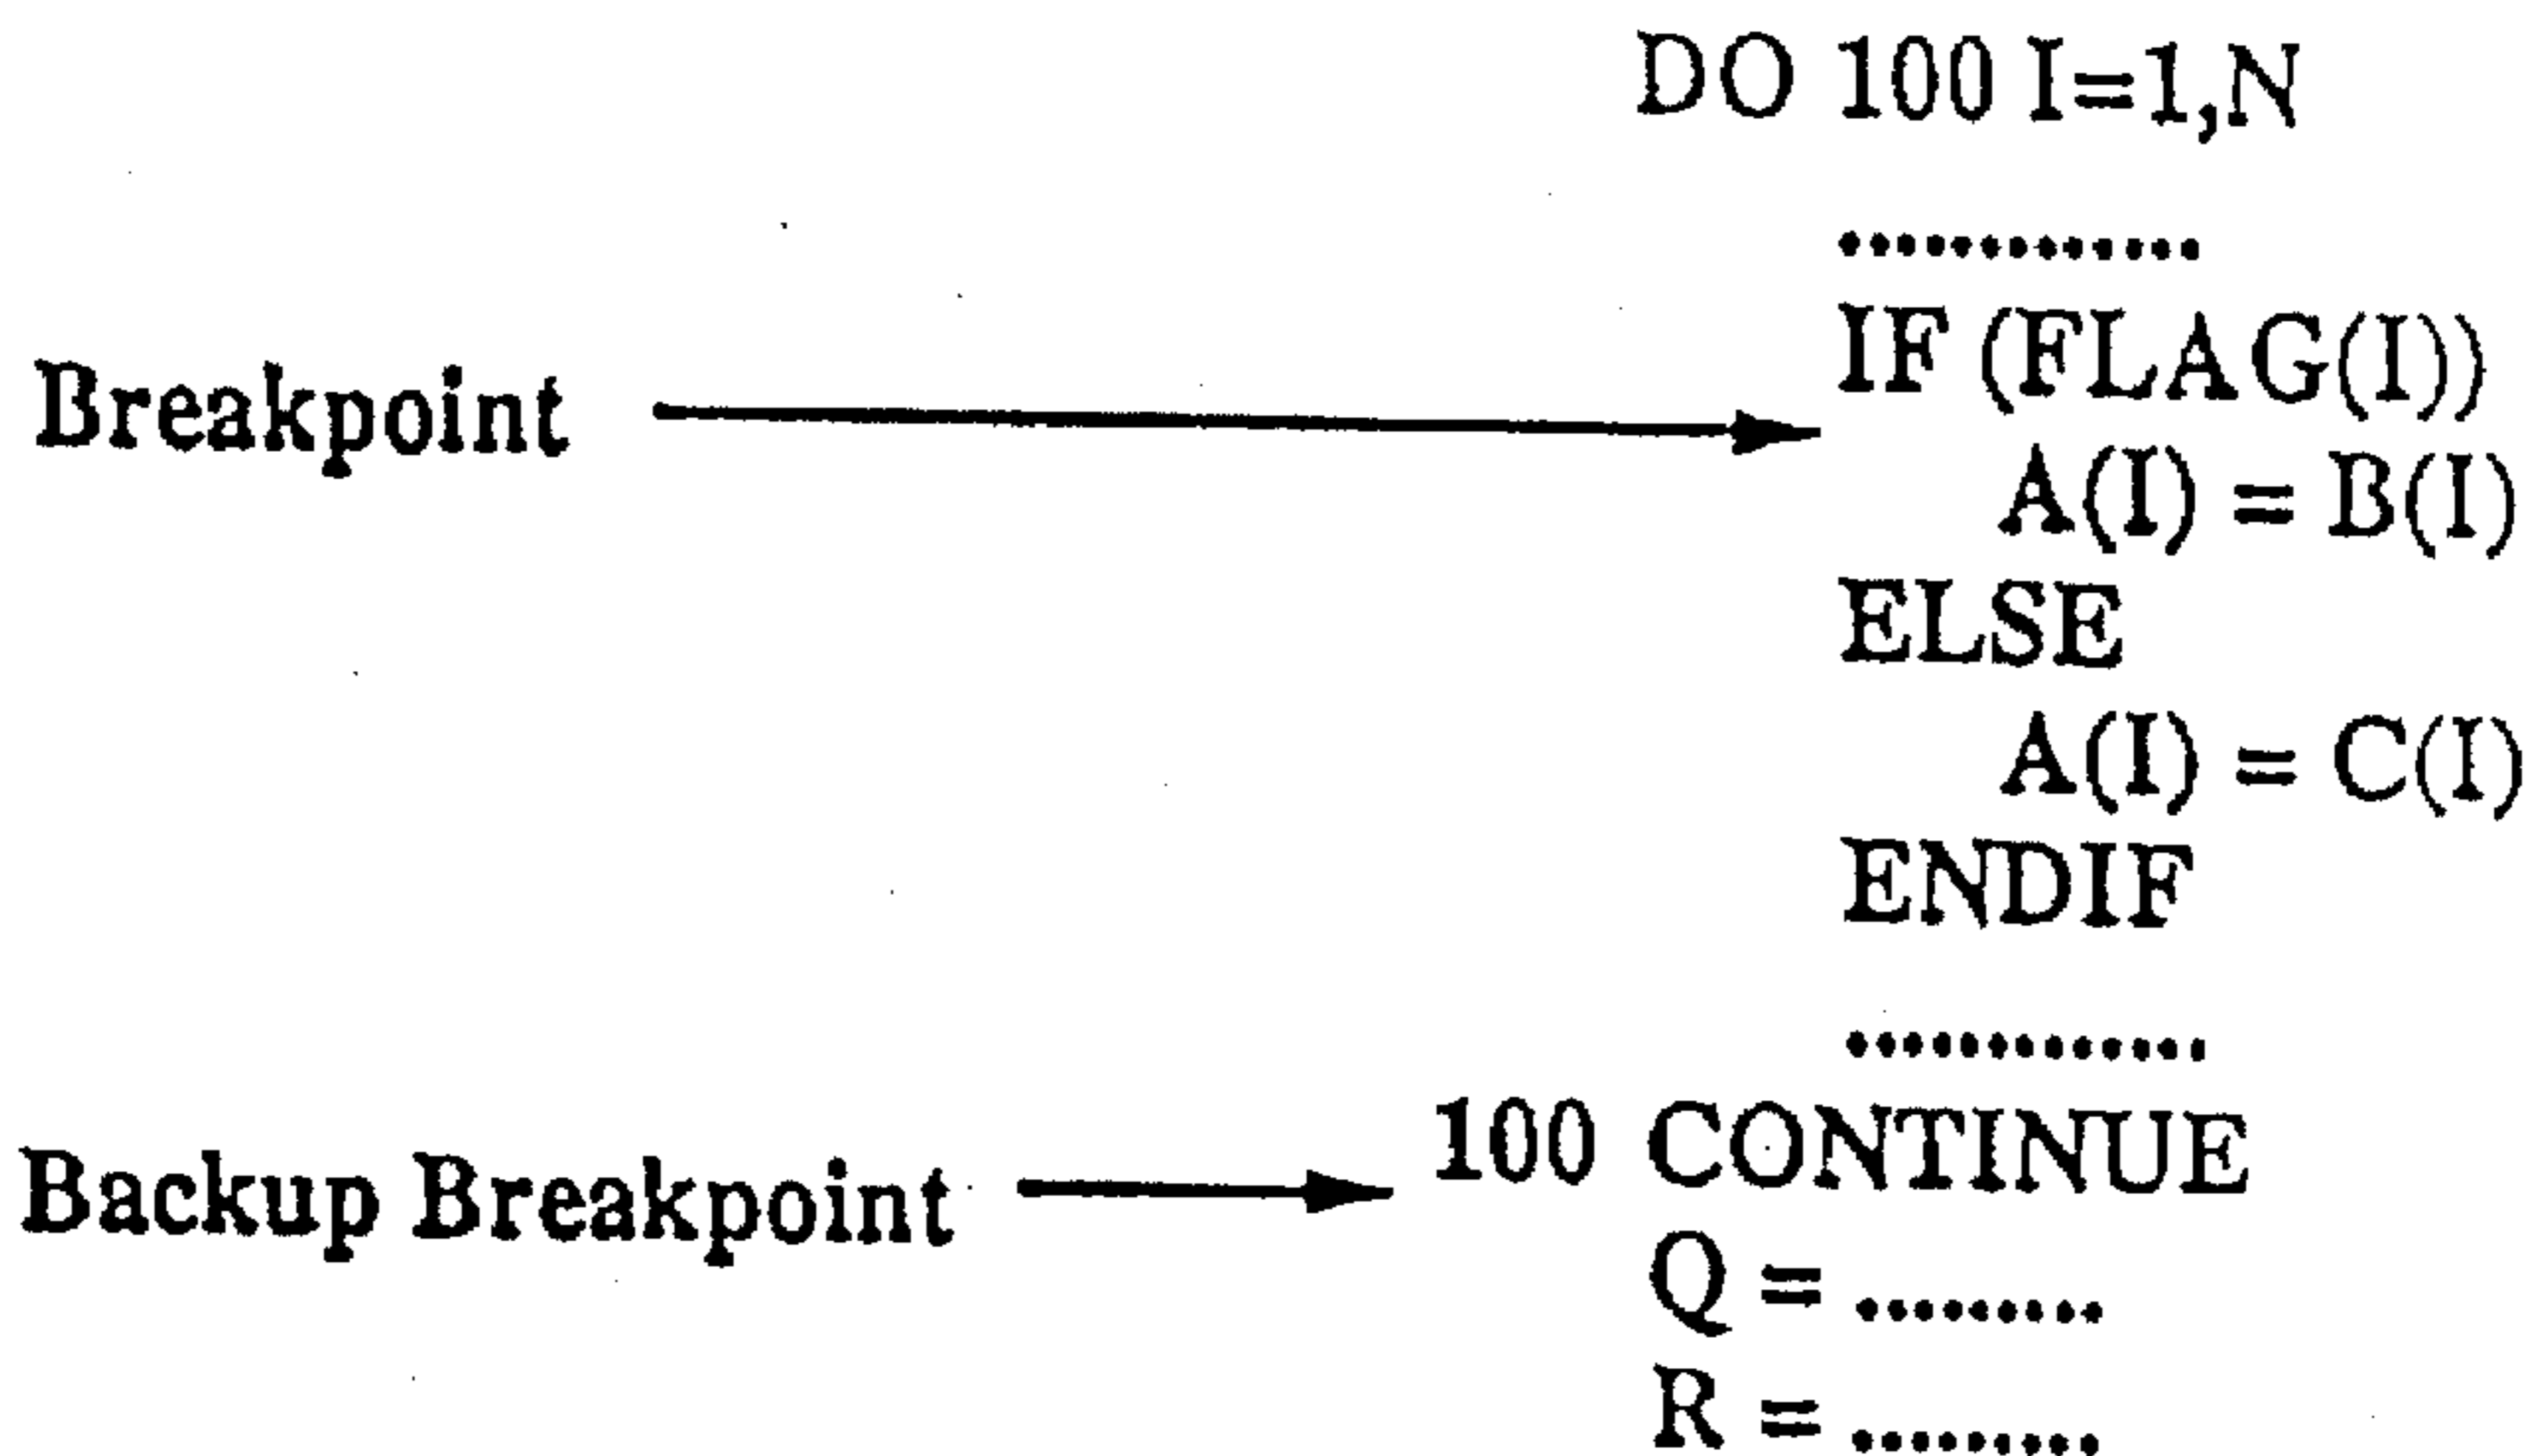 DO 100 I=1,N
.............
IF (FLAG(I))
Breakpoint
A(I) = B(I)
ELSE
A(I) = C(I)
ENDIF
.............
100 CONTINUE
Backup Breakpoint
Q = .........
R = .........